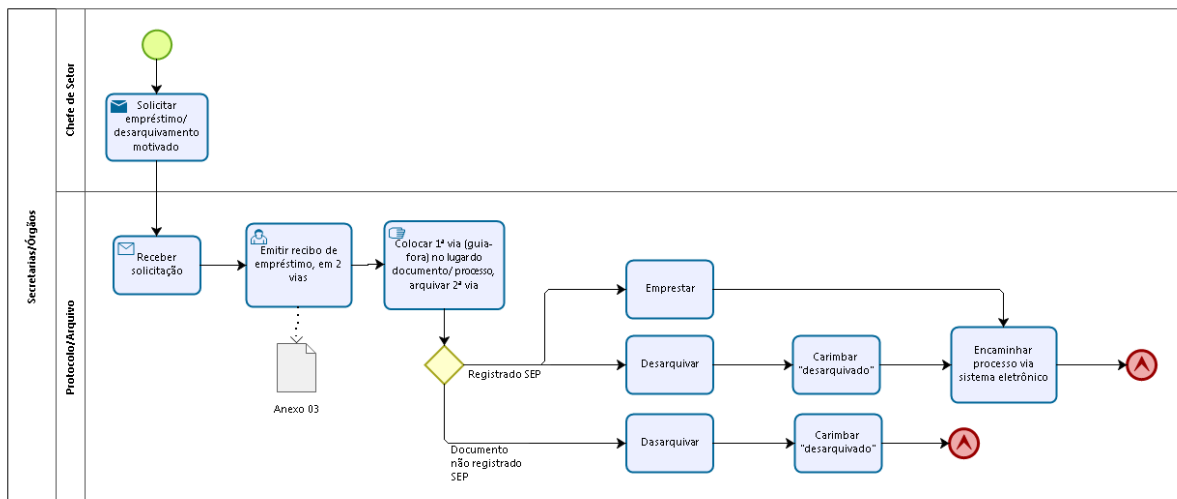 Secretarias/Órgãos
Chefe de Setor
Solicitar
empréstimo/
desarquivamento
motivado
Protocolo/Arquivo
Receber
solicitação
Emitir recibo de
empréstimo, em 2
vias
Anexo 03
Colocar 1ª via (guia-
fora) no lugar do
documento/ processo,
arquivar 2ª via
Registrado SEP
Documento
não registrado
SEP
Emprestar
Desarquivar
Carimbar
"desarquivado"
Encaminhar
processo via
sistema eletrônico
Dasarquivar
Carimbar
"desarquivado"